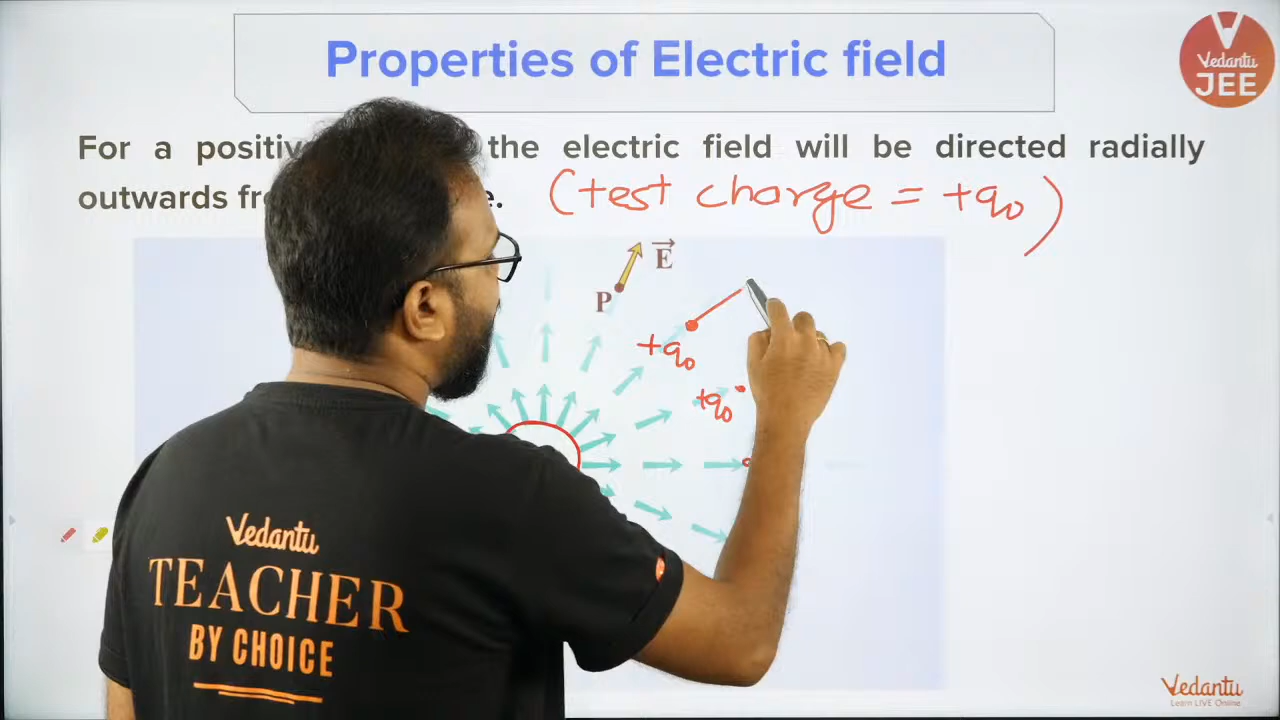 Properties of Electric field
Vedantu
JEE
For a positiv the electric field will be directed radially
outwards fr e. (test charge = +q₀)
E
P
+q₀
+q₀
Vedantu
TEACHER
BY CHOICE
Vedantu
Learn LIVE Online